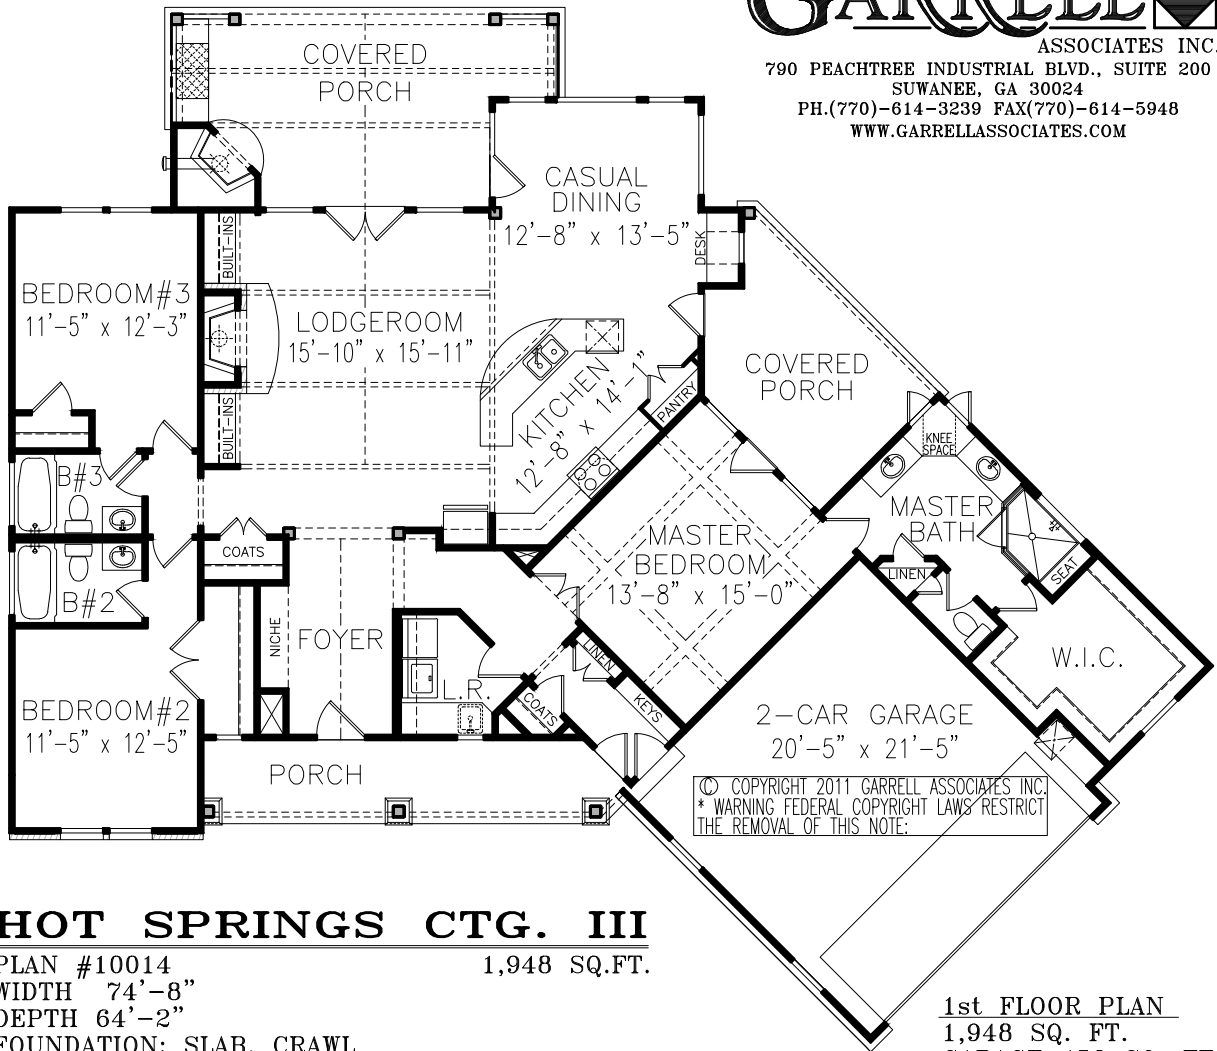 GARRELL
ASSOCIATES INC.
790 PEACHTREE INDUSTRIAL BLVD., SUITE 200
SUWANEE, GA 30024
PH.(770)-614-3239 FAX(770)-614-5948
WWW.GARRELLASSOCIATES.COM
COVERED
PORCH
CASUAL
DINING
12'-8" x 13'-5"
DESK
BUILT-INS
BEDROOM#3
11'-5" x 12'-3"
LODGEROOM
15'-10" x 15'-11"
KITCHEN
12'-8" x 14'-1"
PANTRY
COVERED
PORCH
BUILT-INS
KNEE
SPACE
B#3
MASTER
BATH
MASTER
BEDROOM
13'-8" x 15'-0"
COATS
SEAT
LINEN
B#2
NICHE
FOYER
LINEN
W.I.C.
L.R.
COATS
KEYS
BEDROOM#2
11'-5" x 12'-5"
2-CAR GARAGE
20'-5" x 21'-5"
PORCH
© COPYRIGHT 2011 GARRELL ASSOCIATES INC.
* WARNING FEDERAL COPYRIGHT LAWS RESTRICT
THE REMOVAL OF THIS NOTE:
HOT SPRINGS CTG. III
PLAN #10014 1,948 SQ.FT.
WIDTH 74'-8"
DEPTH 64'-2"
FOUNDATION: SLAB, CRAWL
1st FLOOR PLAN
1,948 SQ. FT.